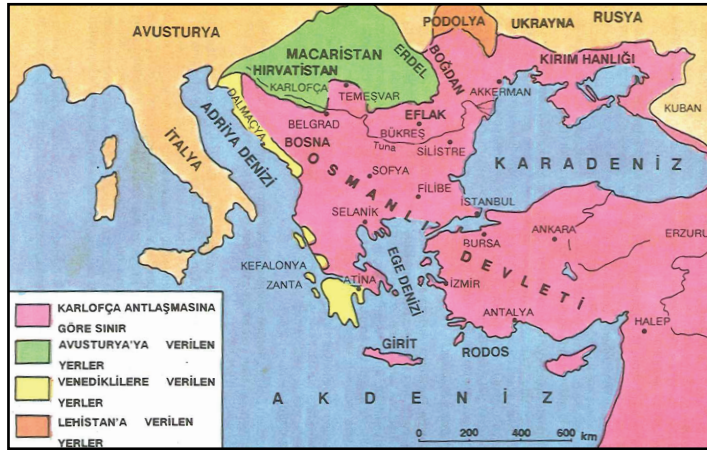 PODOLYA
UKRAYNA
RUSYA
AVUSTURYA
MACARİSTAN
ERDEL
BOĞDAN
KIRIM HANLIĞI
HIRVATİSTAN
KARLOFÇA
TEMEŞVAR
AKKERMAN
KUBAN
DALMAÇYA
ADRİYA DENİZİ
İTALYA
BELGRAD
EFLAK
BÜKREŞ
BOSNA
Tuna
SİLİSTRE
KARADENİZ
SOFYA
OSMANLI
FİLİBE
İSTANBUL
SELANİK
ANKARA
ERZURU
BURSA
KEFALONYA
ZANTA
ATİNA
EGE DENİZİ
İZMİR
DEVLETİ
ANTALYA
HALEP
GİRİT
RODOS
AKDENİZ
KARLOFÇA ANTLAŞMASINA
GÖRE SINIR
AVUSTURYA'YA VERİLEN
YERLER
VENEDİKLİLERE VERİLEN
YERLER
LEHİSTAN'A VERİLEN
YERLER
0 200 400 600 km